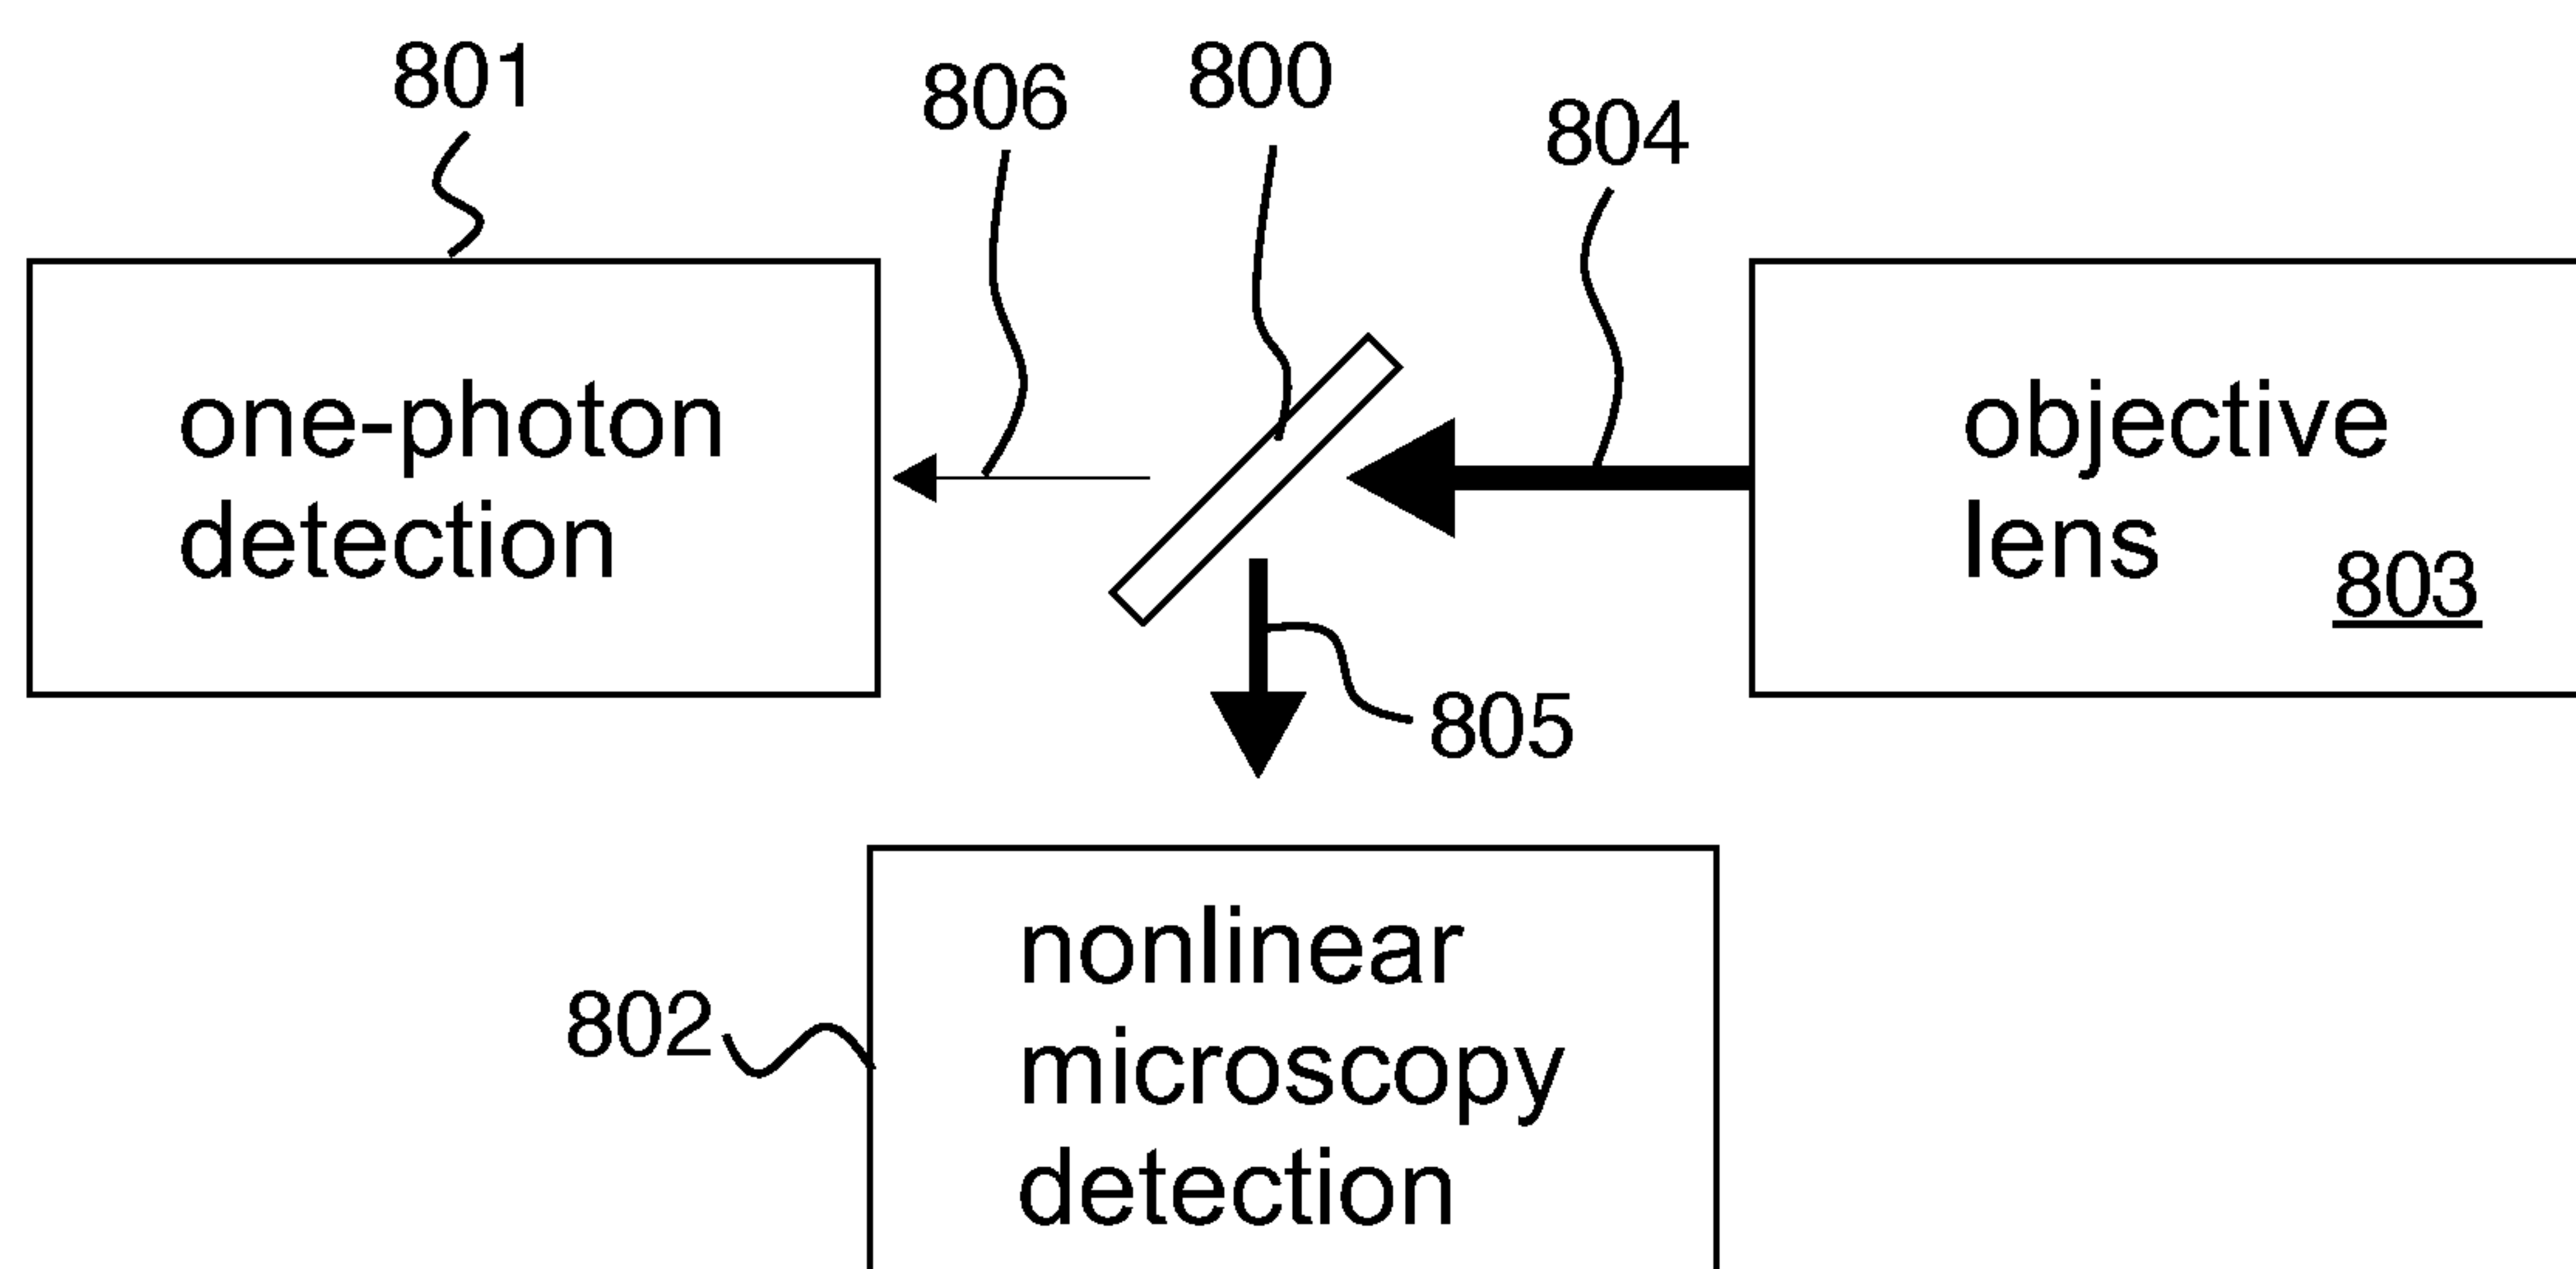 801
806
800
804
one-photon
detection
objective
lens
803
805
802
nonlinear
microscopy
detection